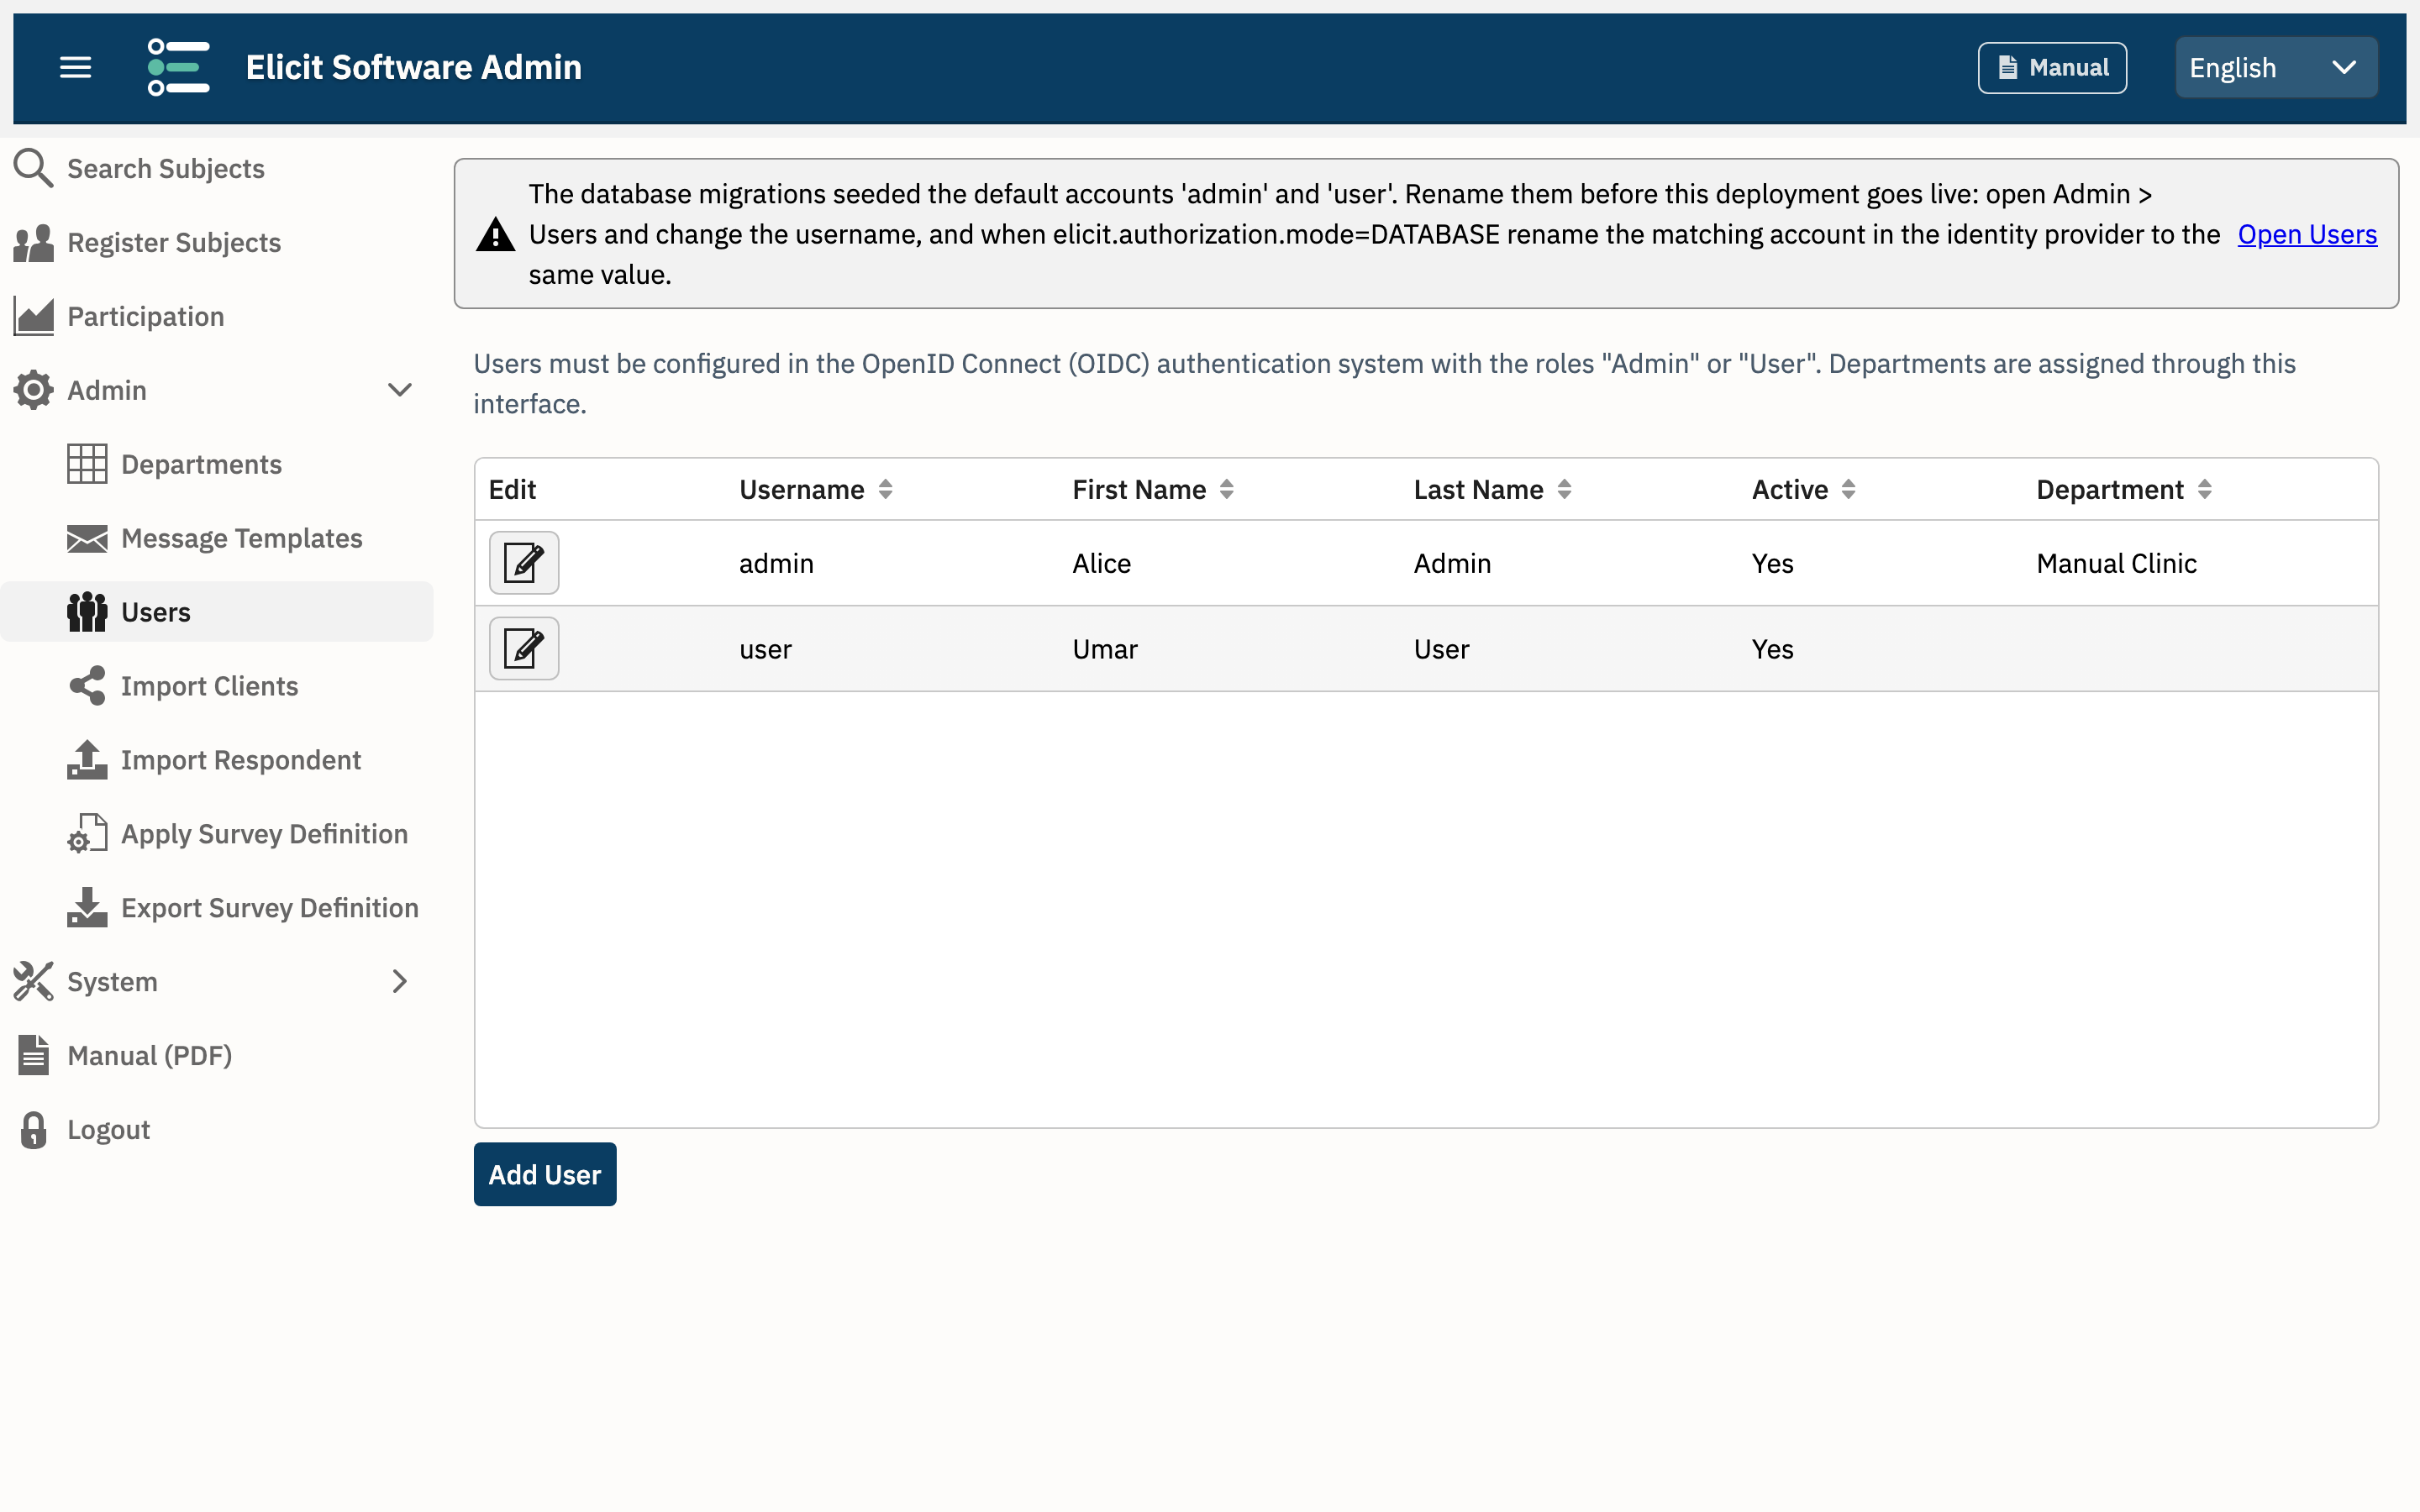 Elicit Software Admin
Manual
English
Search Subjects
Register Subjects
Participation
Admin
Departments
Message Templates
Users
Import Clients
Import Respondent
Apply Survey Definition
Export Survey Definition
System
Manual (PDF)
Logout
The database migrations seeded the default accounts 'admin' and 'user'. Rename them before this deployment goes live: open Admin >
Users and change the username, and when elicit.authorization.mode=DATABASE rename the matching account in the identity provider to the
same value.
Open Users
Users must be configured in the OpenID Connect (OIDC) authentication system with the roles "Admin" or "User". Departments are assigned through this
interface.
Edit Username First Name Last Name Active Department
admin Alice Admin Yes Manual Clinic
user Umar User Yes
Add User